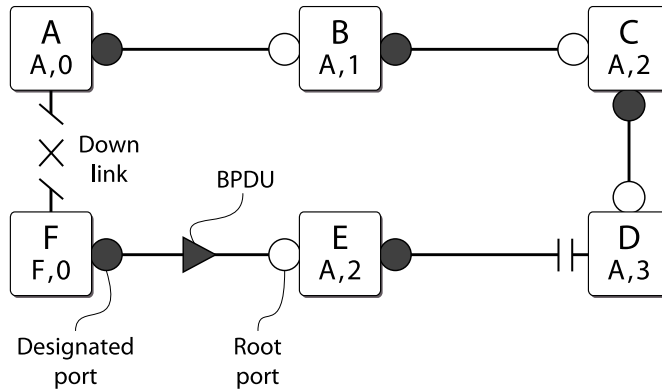 A
A,0
B
A,1
C
A,2
Down
link
BPDU
F
F,0
E
A,2
D
A,3
Designated
port
Root
port